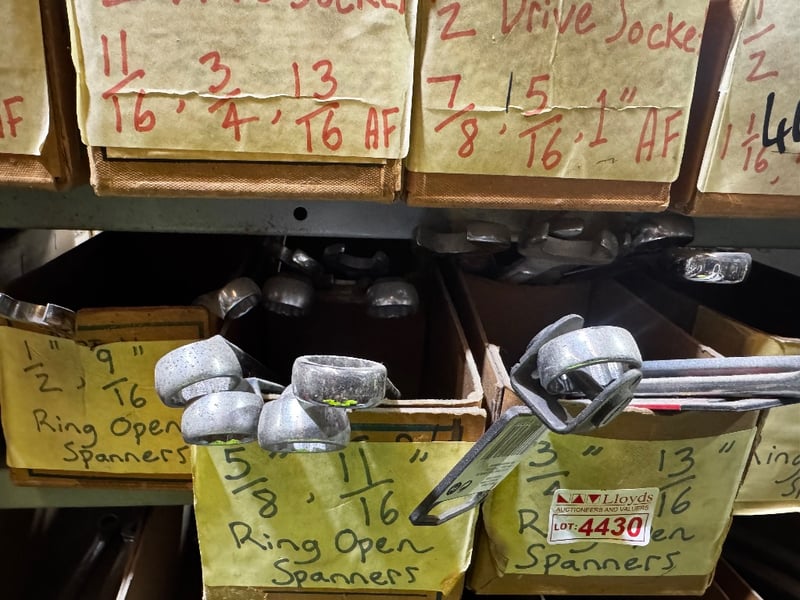 11/16, 3/4, 13/16 AF
1/2 Drive Socke
7/8, 15/16, 1" AF
1 1/16,
1/2", 9/16"
Ring Open
Spanners
5/8", 11/16"
Ring Open
Spanners
3/4" 13/16"
Open
Spanners
Lloyds
AUCTIONEERS AND VALUERS
LOT: 4430